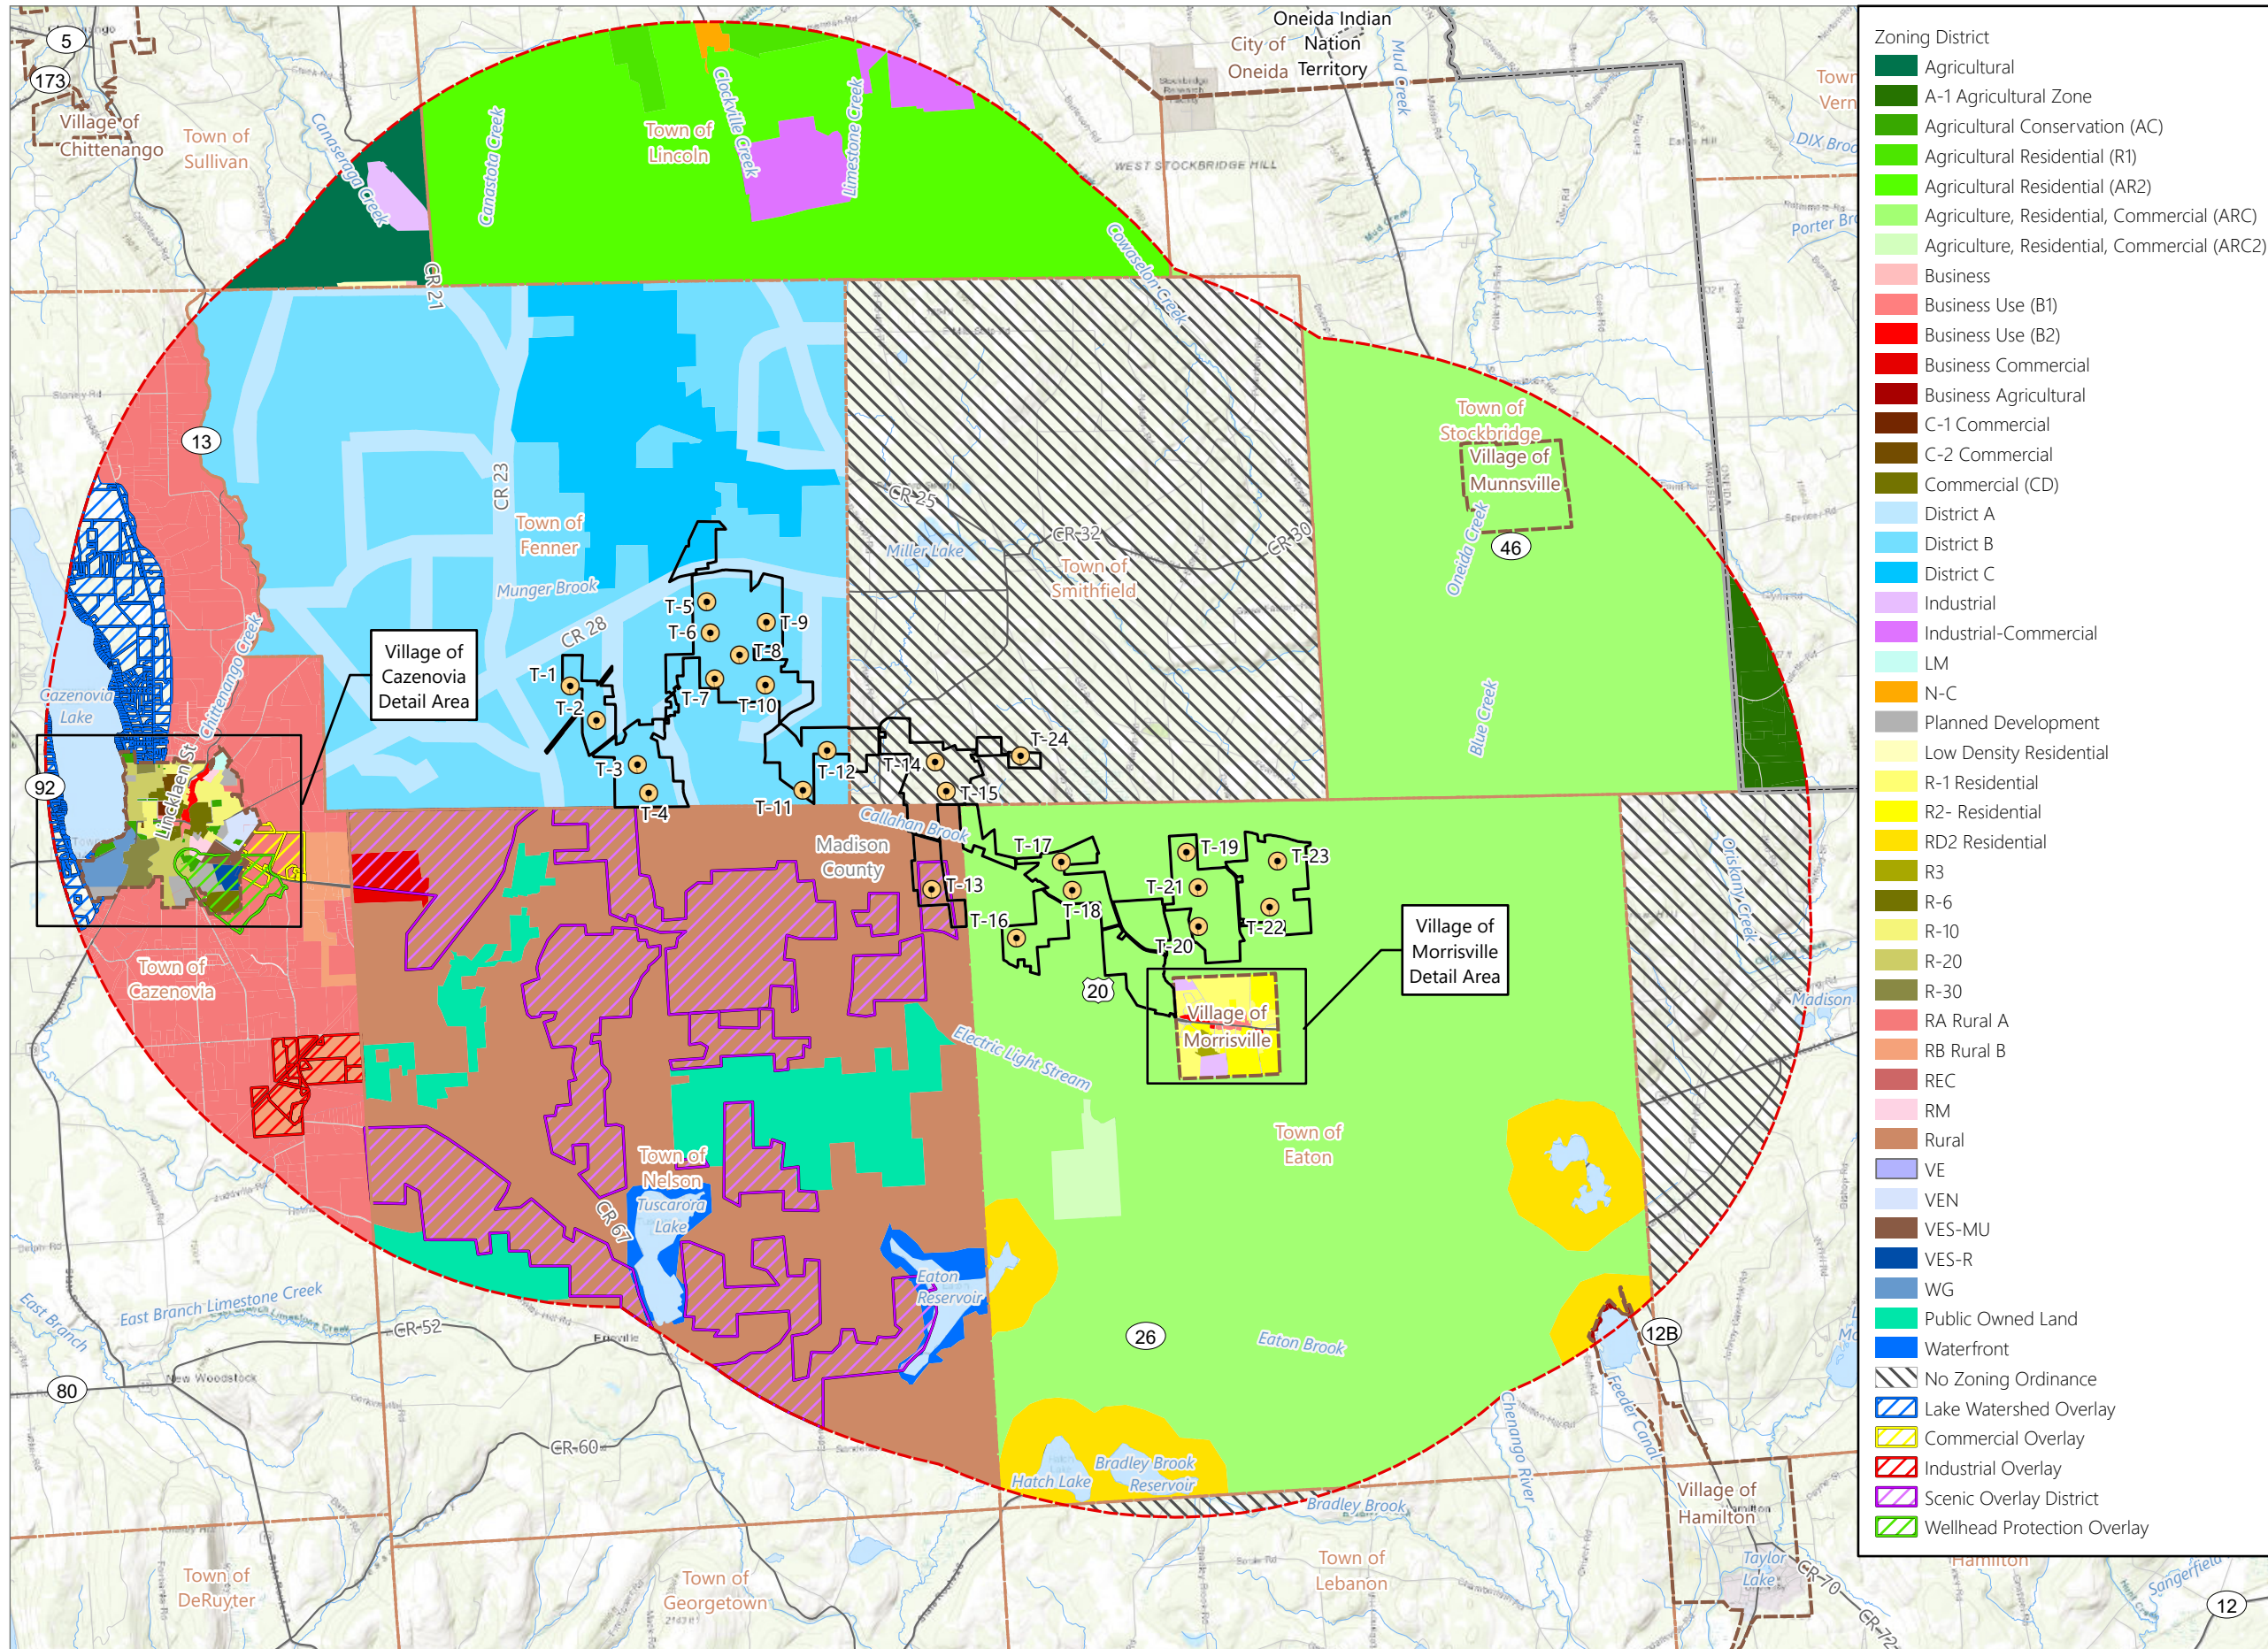 Oneida Indian
Nation
Territory
City of
Oneida
5
173
Village of
Chittenango
Town of
Sullivan
Canaseraga Creek
Canastota Creek
Town of
Lincoln
Clockville Creek
Limestone Creek
Mud Creek
Stockbridge
WEST STOCKBRIDGE HILL
Cowaselon Creek
CR 21
13
CR 23
Town of
Fenner
Munger Brook
CR 28
CR 25
CR 32
CR 30
Miller Lake
Town of
Smithfield
Town of
Stockbridge
Village of
Munnsville
46
Oneida Creek
Blue Creek
ONEIDA
MADISON
Village of
Cazenovia
Detail Area
Cazenovia
Lake
Chittenango Creek
Lincklaen St
92
Town of
Cazenovia
T-1
T-2
T-3
T-4
T-5
T-6
T-7
T-8
T-9
T-10
T-11
T-12
T-14
T-15
T-24
Callahan Brook
Madison
County
T-13
T-16
T-17
T-18
T-19
T-20
T-21
T-22
T-23
20
Village of
Morrisville
Detail Area
Village of
Morrisville
Electric Light Stream
Oriskany Creek
Madison
Town of
Eaton
Town of
Nelson
Tuscarora
Lake
CR 67
Eaton
Reservoir
East Branch Limestone Creek
East Branch
CR-52
Erieville
New Woodstock
80
CR-60
26
Eaton Brook
12B
Hatch Lake
Bradley Brook
Reservoir
Bradley Brook
Chenango River
Feeder Canal
Village of
Hamilton
Hamilton
Taylor
Lake
CR-70
CR-72
12
Sangerfield
Town of
DeRuyter
Town of
Georgetown
Town of
Lebanon
Hamilton
Zoning District
Agricultural
A-1 Agricultural Zone
Agricultural Conservation (AC)
Agricultural Residential (R1)
Agricultural Residential (AR2)
Agriculture, Residential, Commercial (ARC)
Agriculture, Residential, Commercial (ARC2)
Business
Business Use (B1)
Business Use (B2)
Business Commercial
Business Agricultural
C-1 Commercial
C-2 Commercial
Commercial (CD)
District A
District B
District C
Industrial
Industrial-Commercial
LM
N-C
Planned Development
Low Density Residential
R-1 Residential
R2- Residential
RD2 Residential
R3
R-6
R-10
R-20
R-30
RA Rural A
RB Rural B
REC
RM
Rural
VE
VEN
VES-MU
VES-R
WG
Public Owned Land
Waterfront
No Zoning Ordinance
Lake Watershed Overlay
Commercial Overlay
Industrial Overlay
Scenic Overlay District
Wellhead Protection Overlay